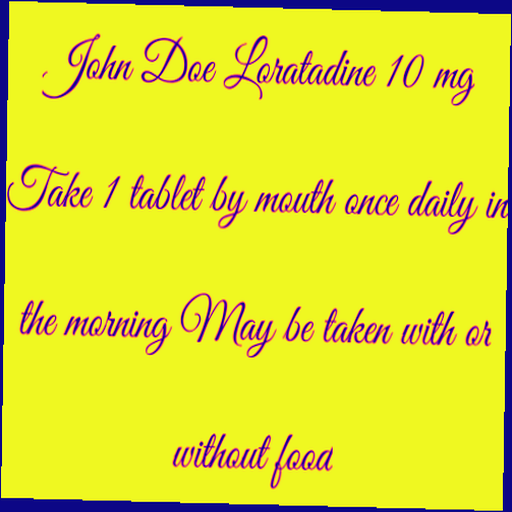 John Doe Loratadine 10 mg
Take 1 tablet by mouth once daily in
the morning May be taken with or
without food